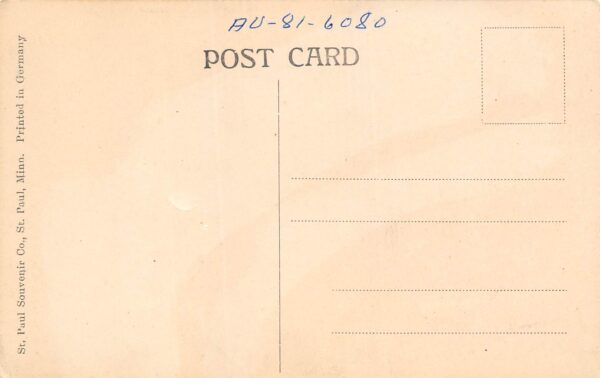 AU-81-6080
POST CARD
St. Paul Souvenir Co., St. Paul, Minn. Printed in Germany